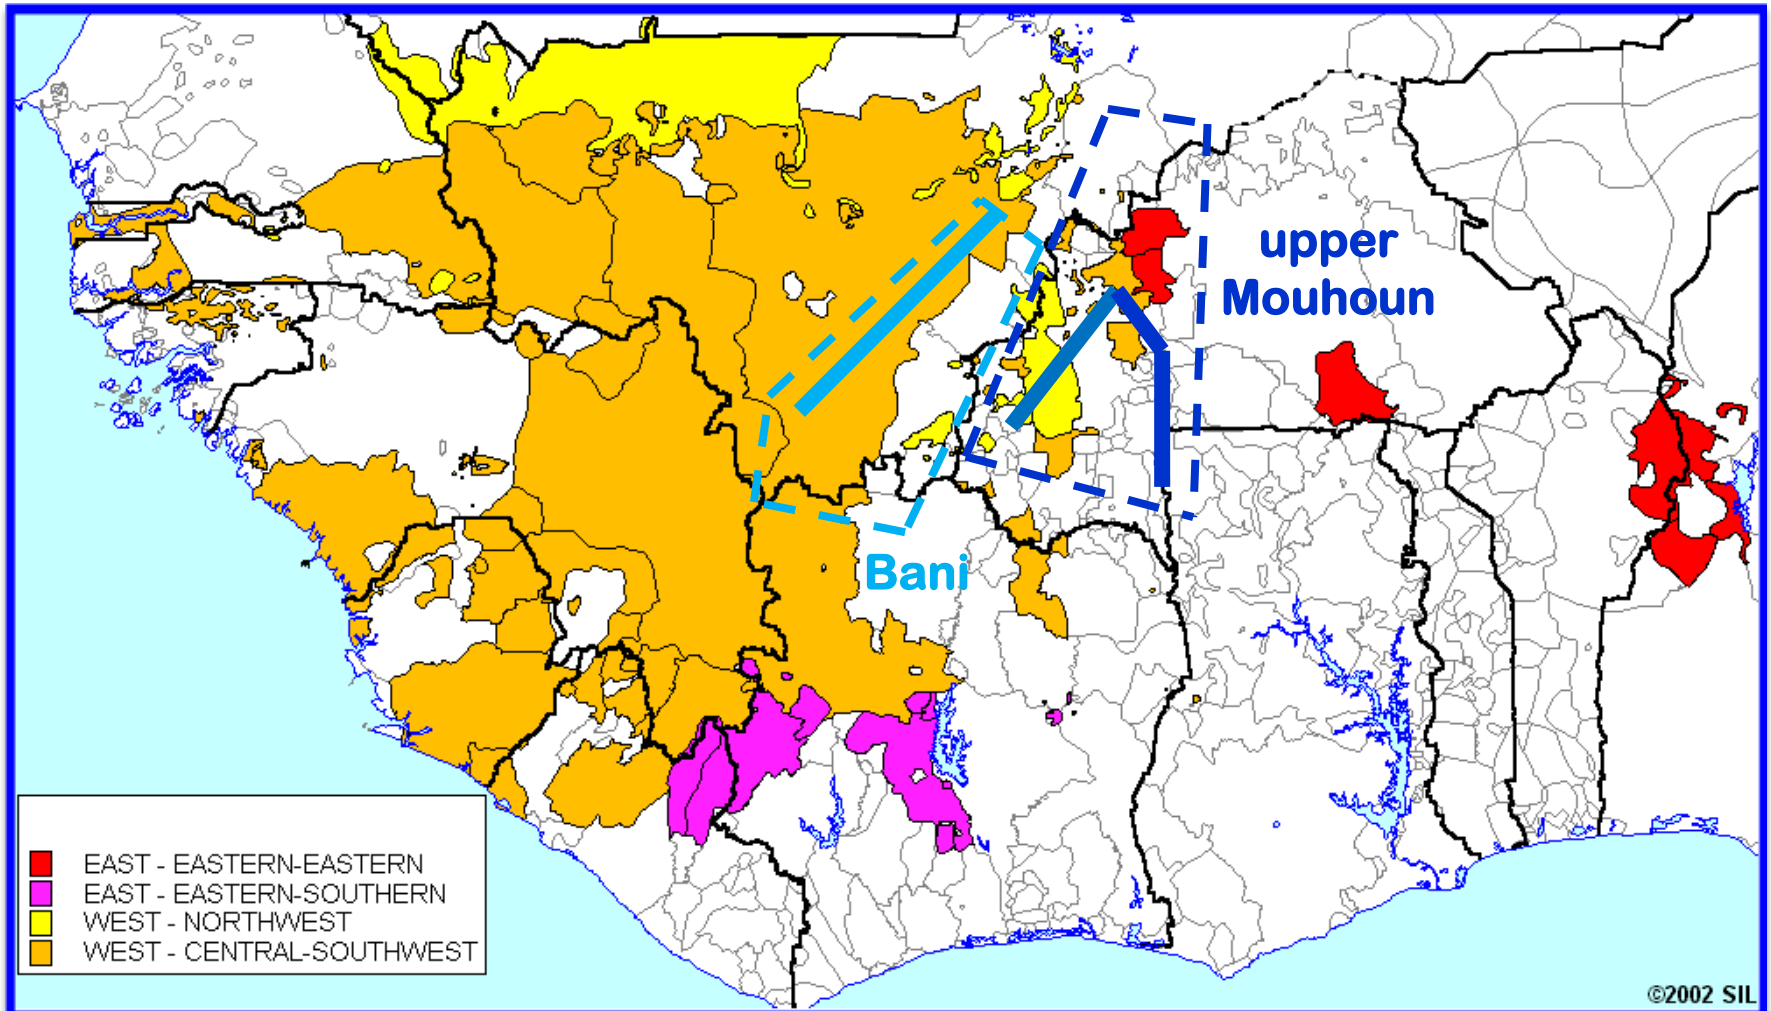 upper
Mouhoun
Bani
EAST - EASTERN-EASTERN
EAST - EASTERN-SOUTHERN
WEST - NORTHWEST
WEST - CENTRAL-SOUTHWEST
©2002 SIL